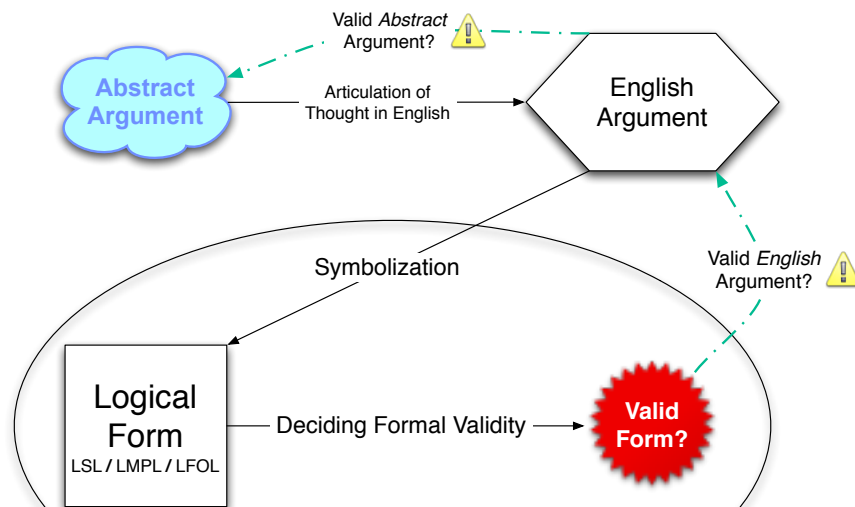 Valid Abstract
Argument?
Abstract
Argument
Articulation of
Thought in English
English
Argument
Symbolization
Valid English
Argument?
Logical
Form
LSL / LMPL / LFOL
Deciding Formal Validity
Valid
Form?